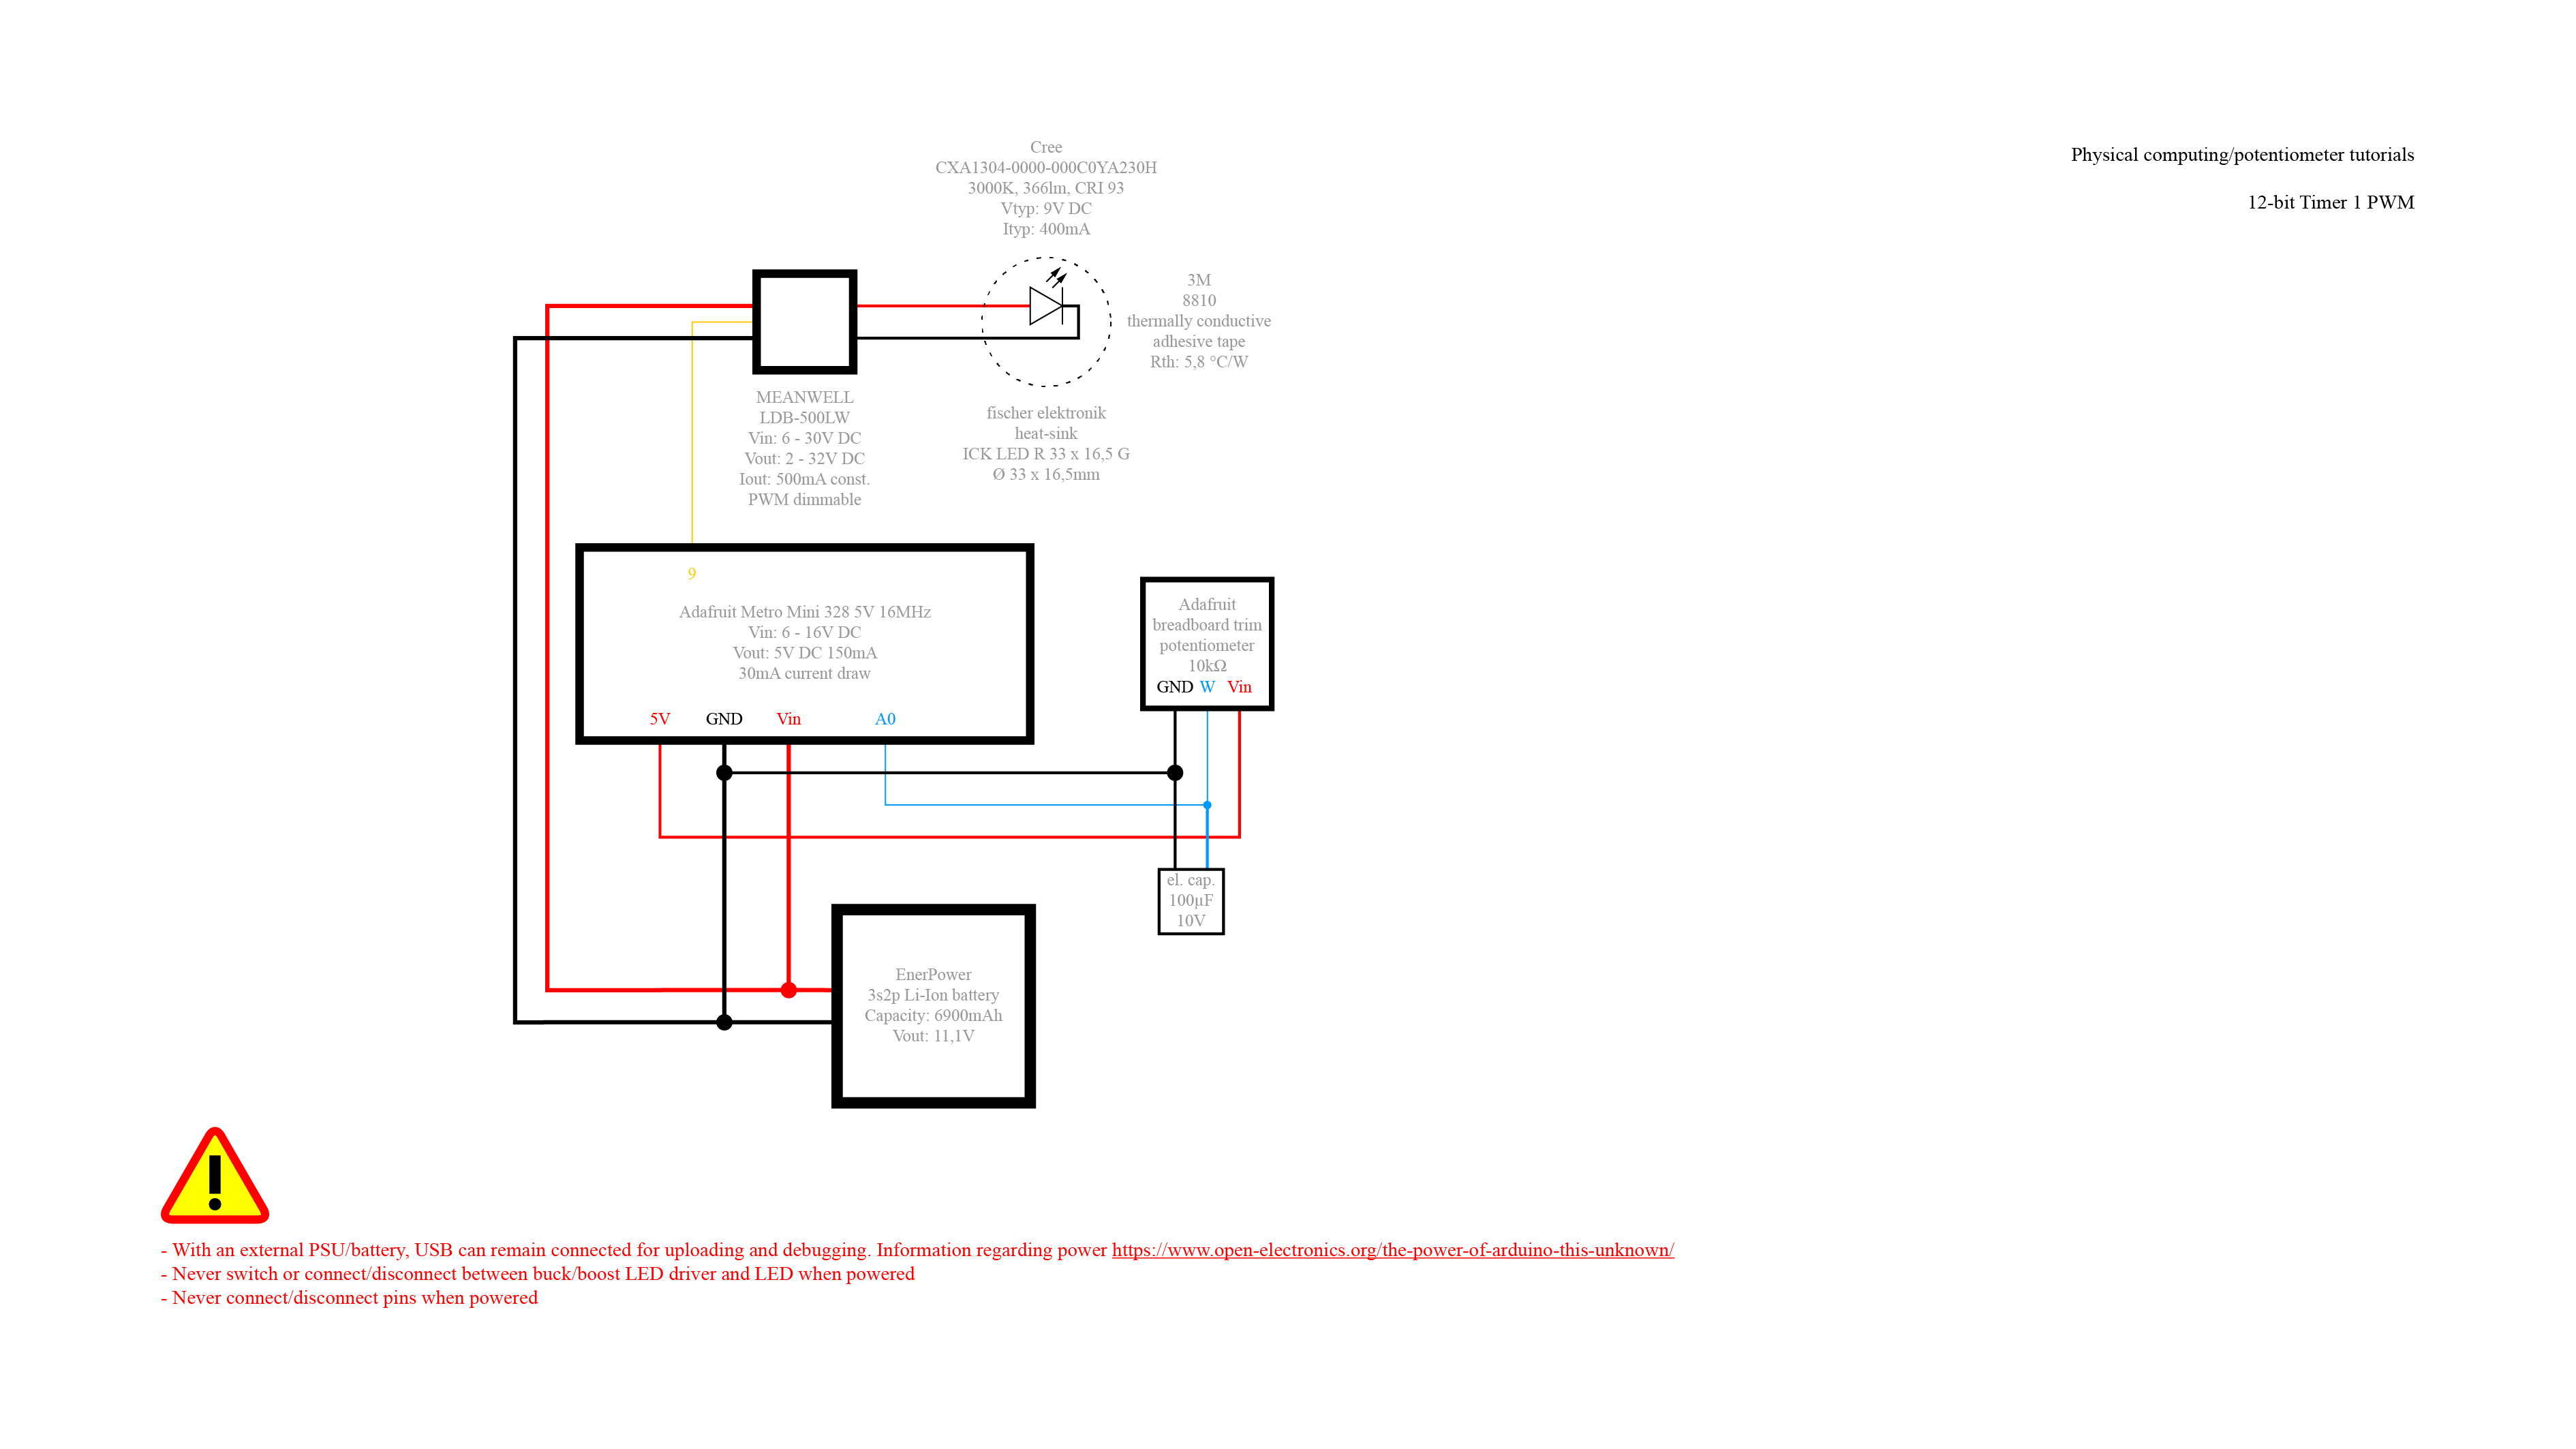 Physical computing/potentiometer tutorials
12-bit Timer 1 PWM
Cree
CXA1304-0000-000C0YA230H
3000K, 366lm, CRI 93
Vtyp: 9V DC
Ityp: 400mA
3M
8810
thermally conductive
adhesive tape
Rth: 5,8 °C/W
MEANWELL
LDB-500LW
Vin: 6 - 30V DC
Vout: 2 - 32V DC
Iout: 500mA const.
PWM dimmable
fischer elektronik
heat-sink
ICK LED R 33 x 16,5 G
Ø 33 x 16,5mm
9
Adafruit Metro Mini 328 5V 16MHz
Vin: 6 - 16V DC
Vout: 5V DC 150mA
30mA current draw
5V GND Vin A0
Adafruit
breadboard trim
potentiometer
10kΩ
GND W Vin
el. cap.
100µF
10V
EnerPower
3s2p Li-Ion battery
Capacity: 6900mAh
Vout: 11,1V
- With an external PSU/battery, USB can remain connected for uploading and debugging. Information regarding power https://www.open-electronics.org/the-power-of-arduino-this-unknown/
- Never switch or connect/disconnect between buck/boost LED driver and LED when powered
- Never connect/disconnect pins when powered